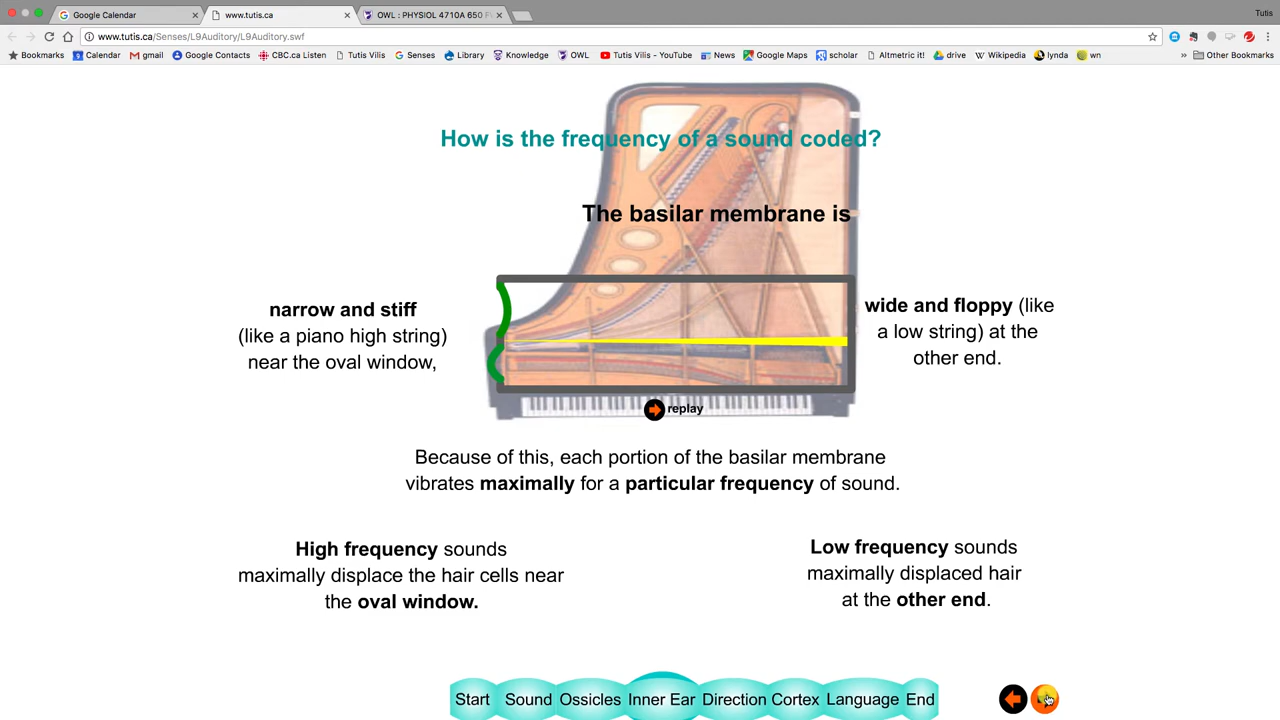 Google Calendar
www.tutis.ca
OWL : PHYSIOL 4710A 650 F
Tutis
www.tutis.ca/Senses/L9Auditory/L9Auditory.swf
Bookmarks Calendar gmail Google Contacts CBC.ca Listen Tutis Vilis Senses Library Knowledge OWL Tutis Vilis - YouTube News Google Maps scholar Altmetric it! drive Wikipedia lynda wn » Other Bookmarks
How is the frequency of a sound coded?
The basilar membrane is
narrow and stiff
(like a piano high string)
near the oval window,
wide and floppy (like
a low string) at the
other end.
replay
Because of this, each portion of the basilar membrane
vibrates maximally for a particular frequency of sound.
High frequency sounds
maximally displace the hair cells near
the oval window.
Low frequency sounds
maximally displaced hair
at the other end.
Start Sound Ossicles Inner Ear Direction Cortex Language End